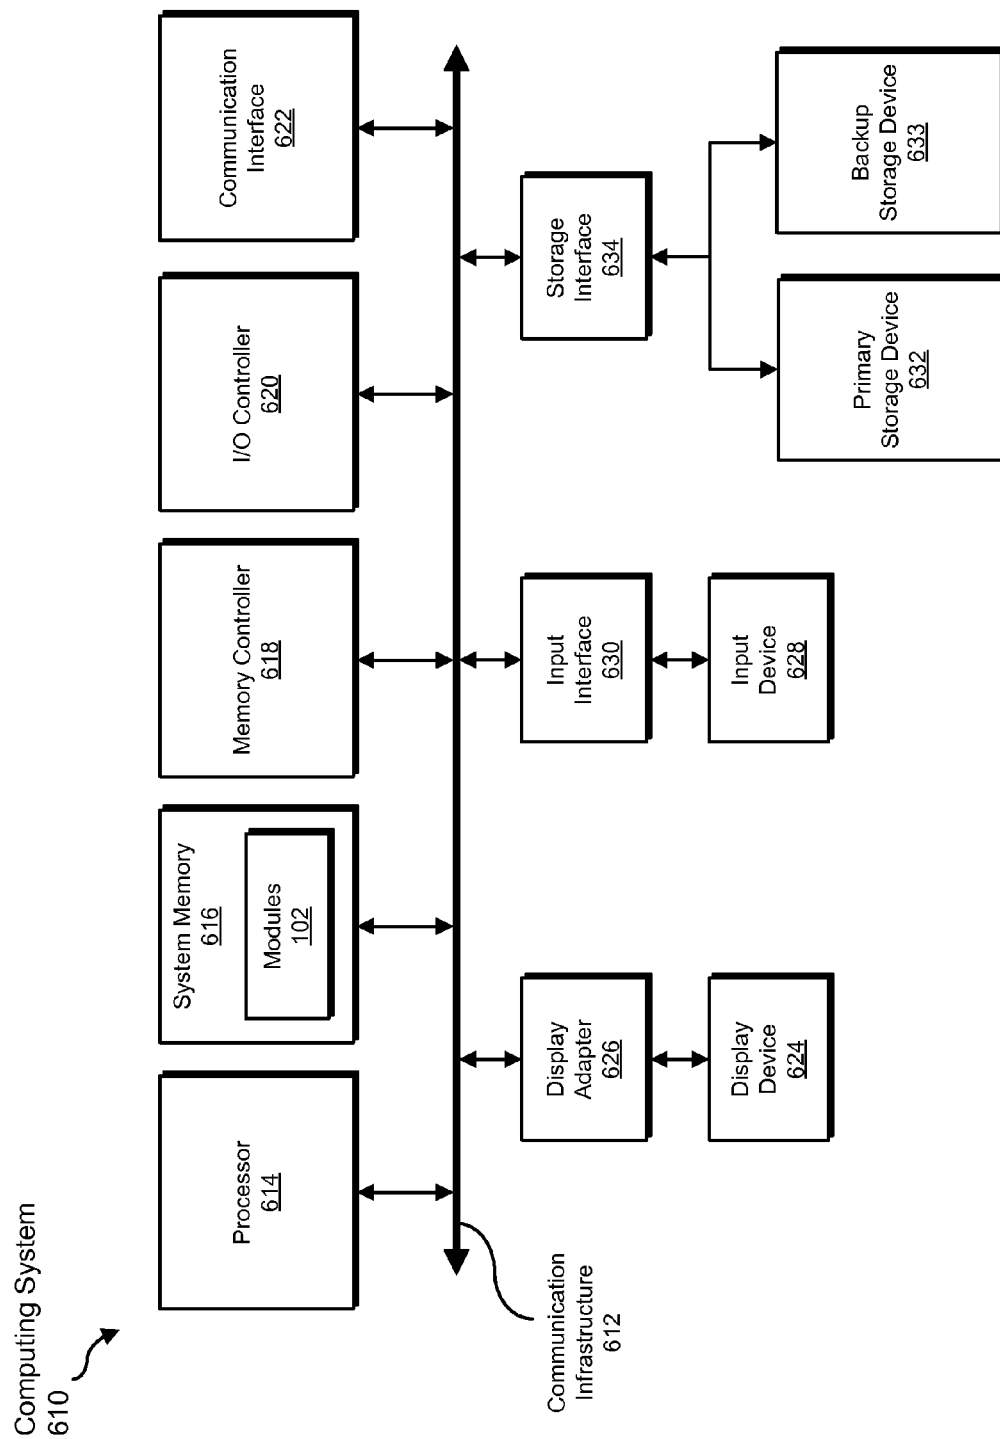 Computing System
610
Processor
614
System Memory
616
Modules
102
Memory Controller
618
I/O Controller
620
Communication
Interface
622
Communication
Infrastructure
612
Display
Adapter
626
Input
Interface
630
Storage
Interface
634
Display
Device
624
Input
Device
628
Primary
Storage Device
632
Backup
Storage Device
633